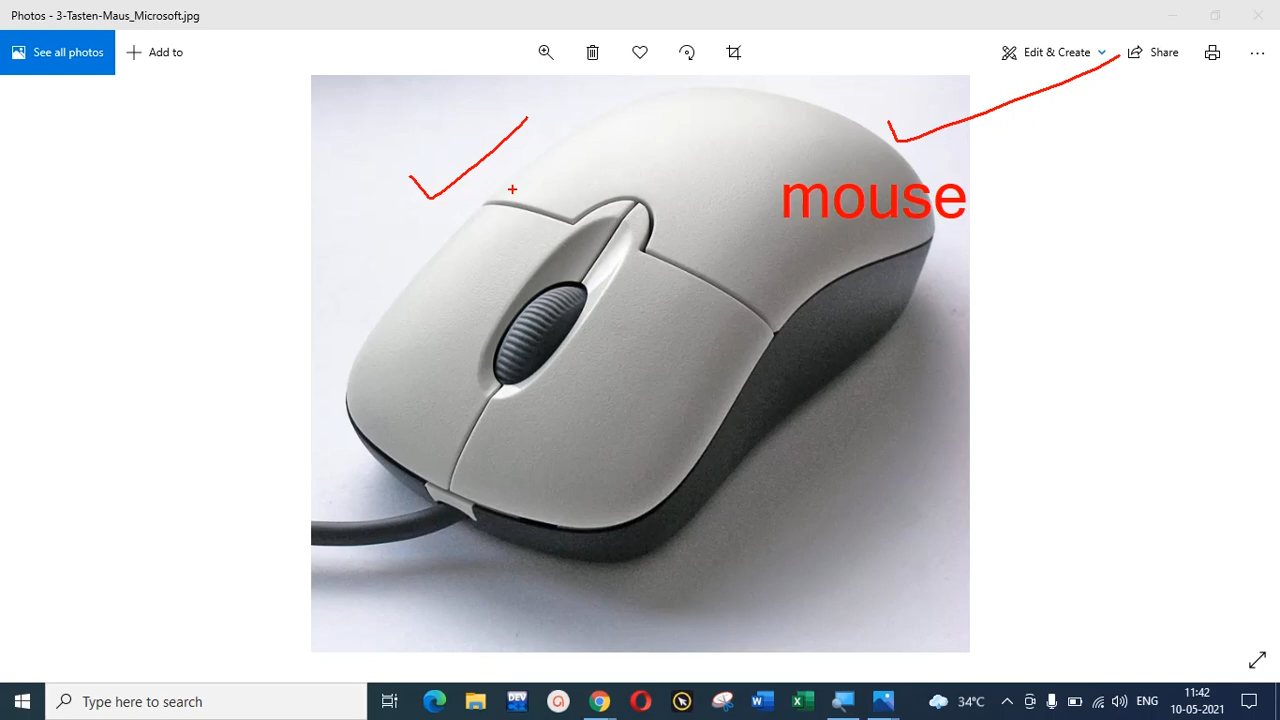 Photos - 3-Tasten-Maus_Microsoft.jpg
See all photos
Add to
Edit & Create
Share
mouse
Type here to search
DEV
34°C
ENG
11:42
10-05-2021